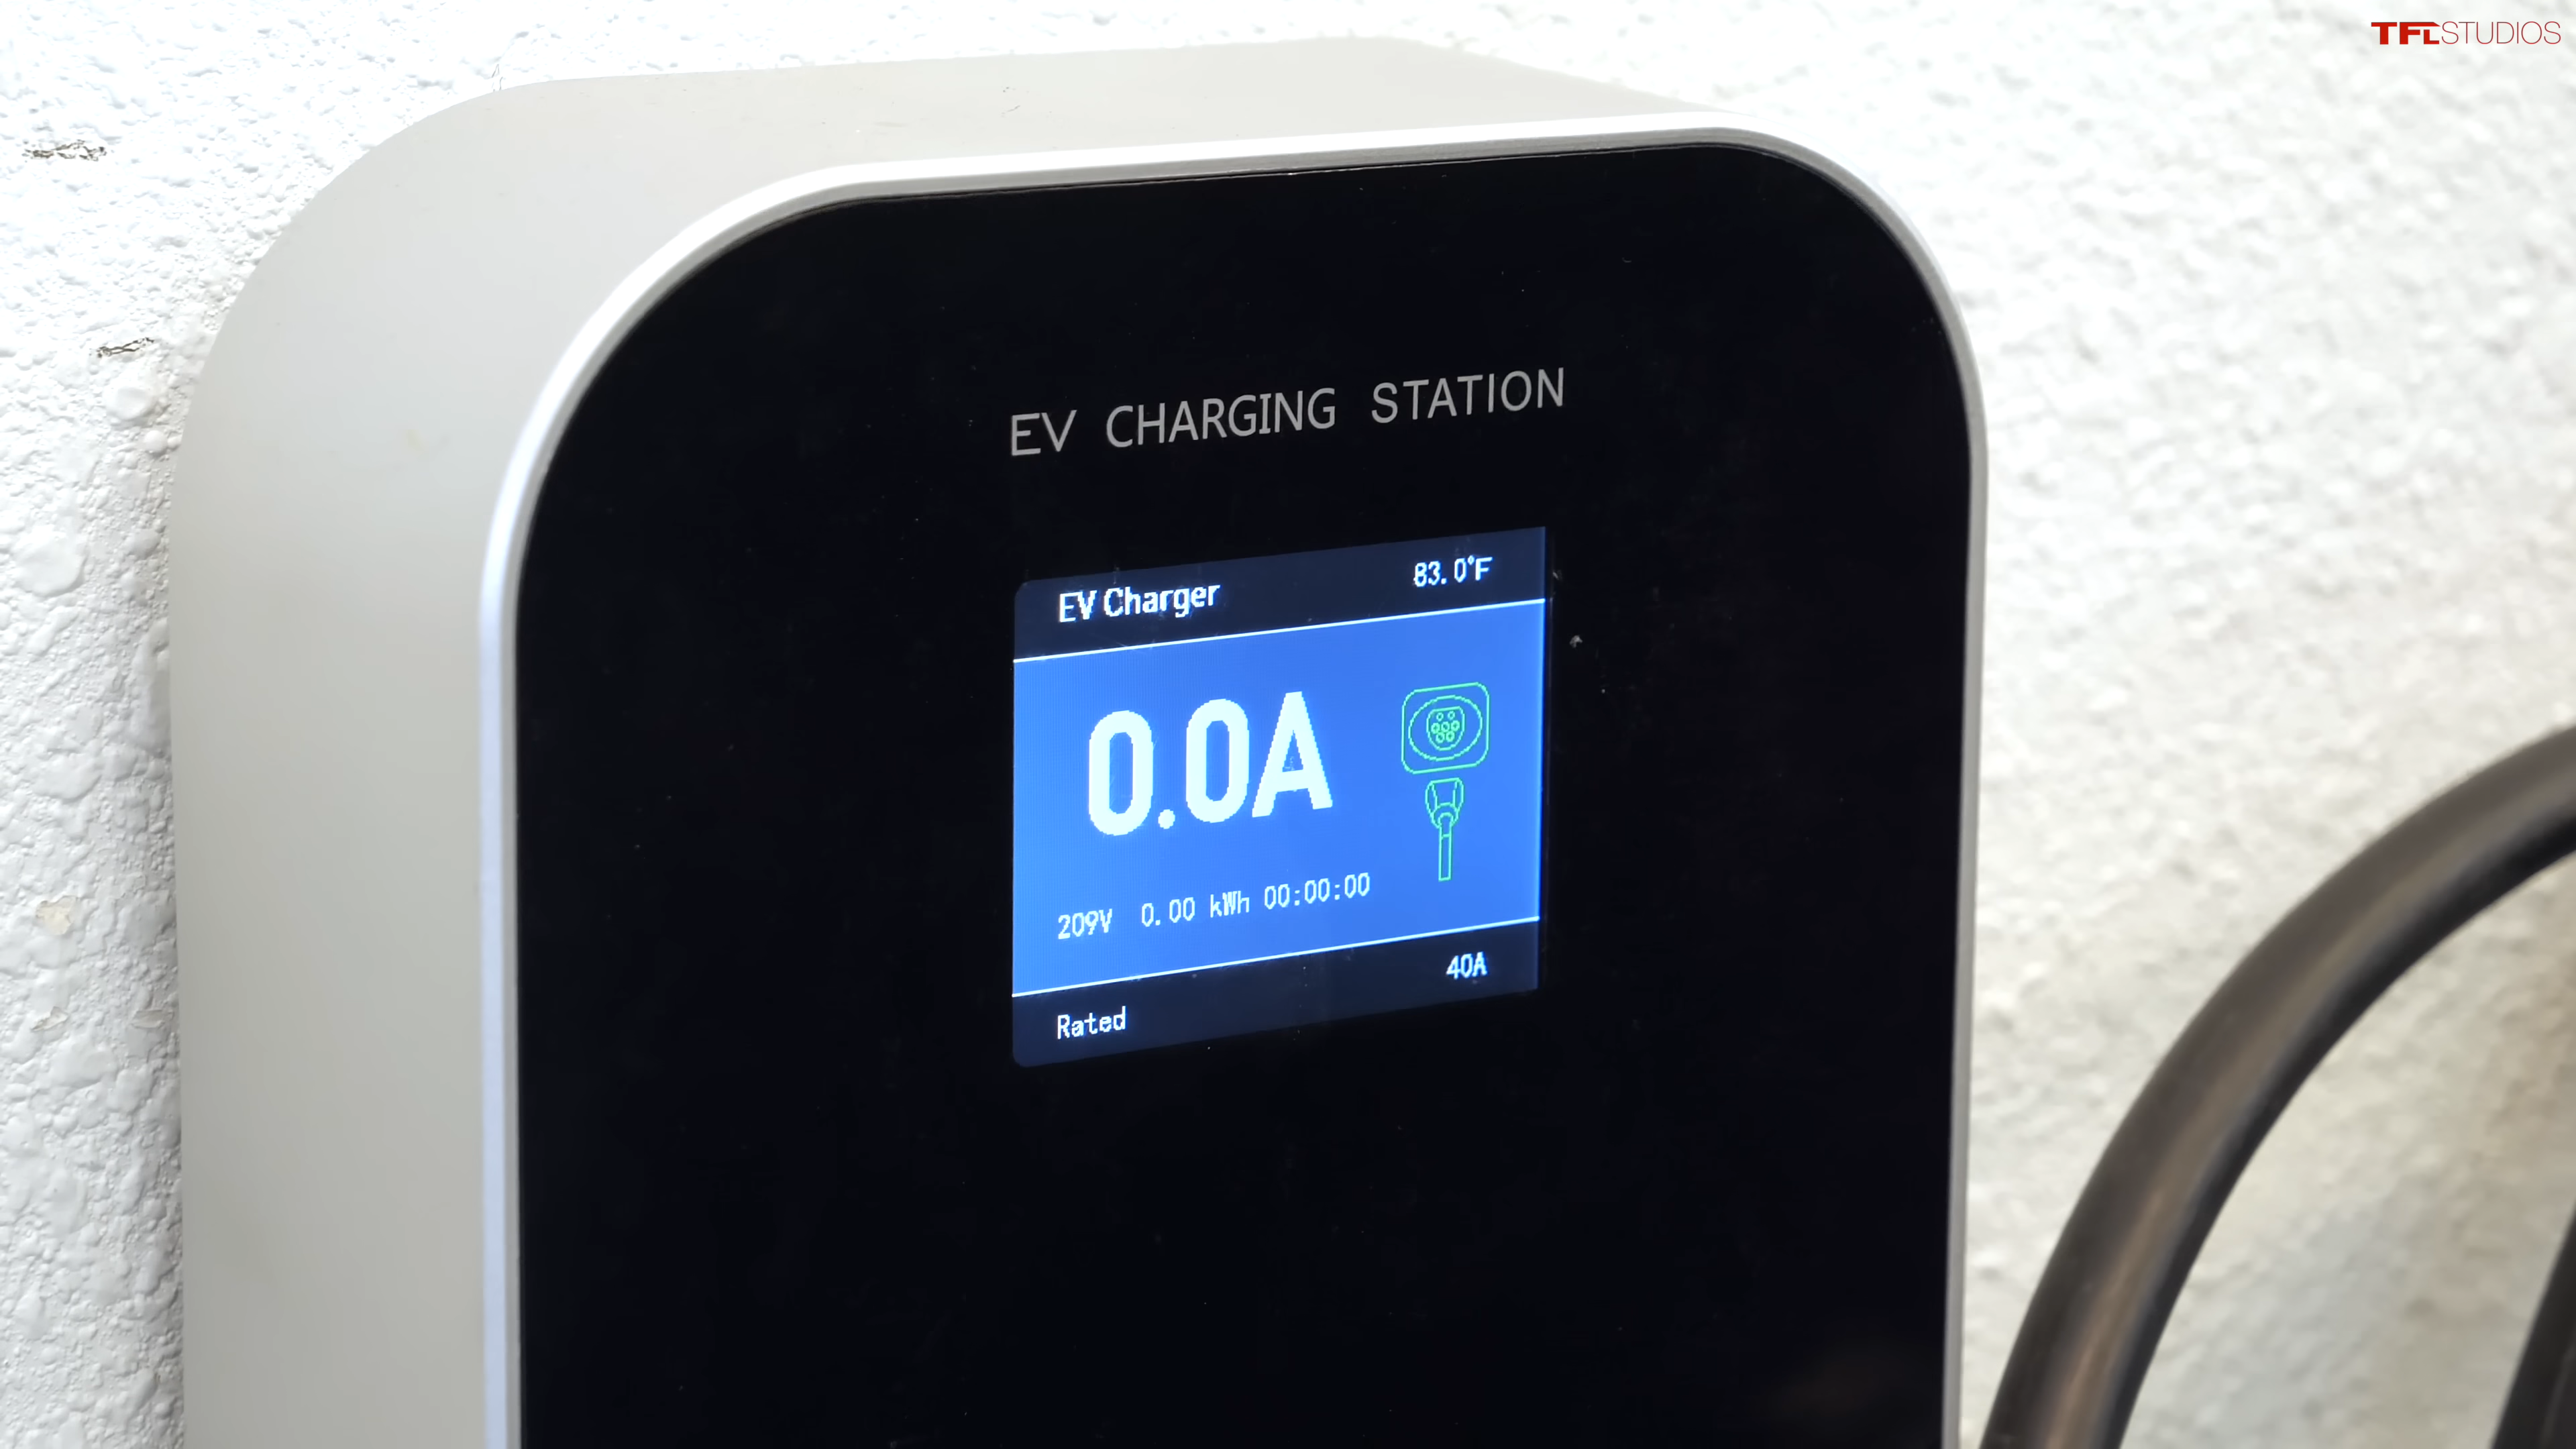 TFLSTUDIOS
EV CHARGING STATION
EV Charger 83.0°F
0.0A
209V 0.00 kWh 00:00:00
Rated 40A